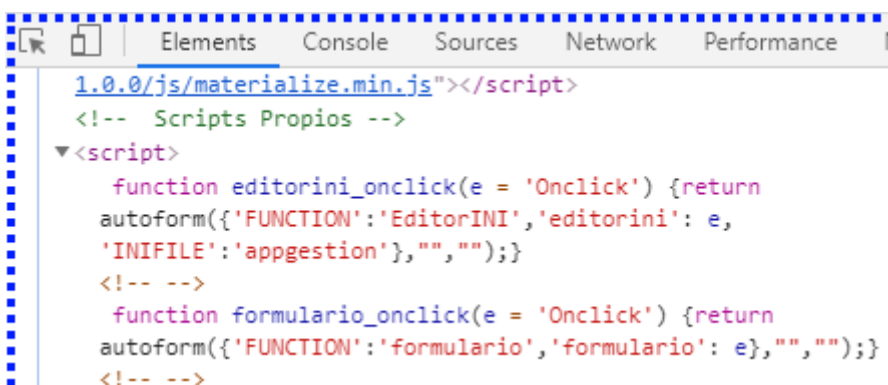 Elements Console Sources Network Performance
1.0.0/js/materialize.min.js"></script>
<!-- Scripts Propios -->
▼<script>
function editorini_onclick(e = 'Onclick') {return
autoform({'FUNCTION':'EditorINI','editorini': e,
'INIFILE':'appgestion'},"","");}
<!-- -->
function formulario_onclick(e = 'Onclick') {return
autoform({'FUNCTION':'formulario','formulario': e},"","");}
<!-- -->